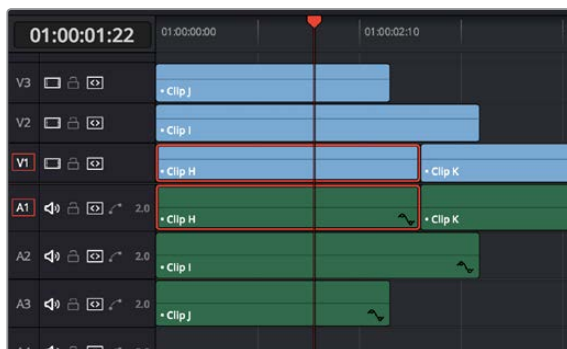 01:00:01:22 01:00:00:00 01:00:02:10
V3 • Clip J
V2 • Clip I
V1 • Clip H • Clip K
A1 2.0 • Clip H • Clip K
A2 2.0 • Clip I
A3 2.0 • Clip J